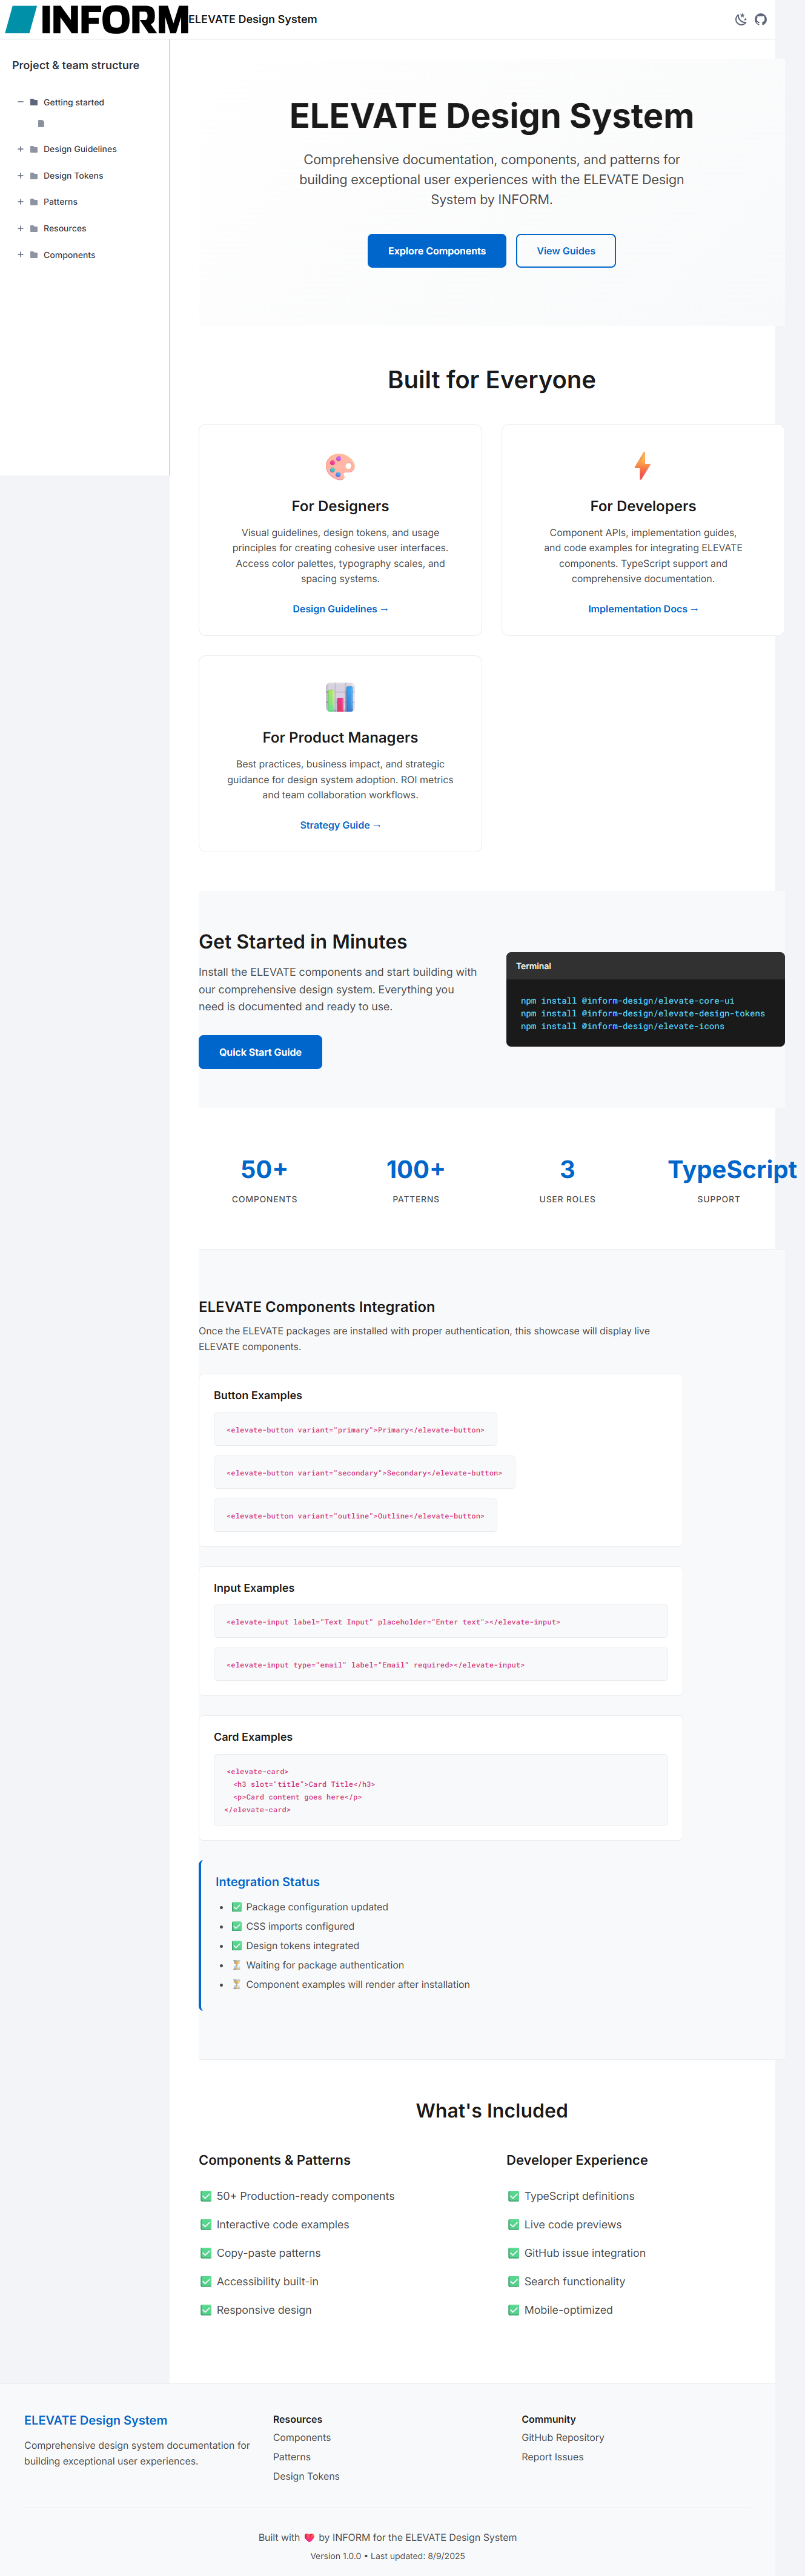 INFORM ELEVATE Design System
Project & team structure
Getting started
Design Guidelines
Design Tokens
Patterns
Resources
Components
ELEVATE Design System
Comprehensive documentation, components, and patterns for
building exceptional user experiences with the ELEVATE Design
System by INFORM.
Explore Components
View Guides
Built for Everyone
For Designers
Visual guidelines, design tokens, and usage
principles for creating cohesive user interfaces.
Access color palettes, typography scales, and
spacing systems.
Design Guidelines →
For Developers
Component APIs, implementation guides,
and code examples for integrating ELEVATE
components. TypeScript support and
comprehensive documentation.
Implementation Docs →
For Product Managers
Best practices, business impact, and strategic
guidance for design system adoption. ROI metrics
and team collaboration workflows.
Strategy Guide →
Get Started in Minutes
Install the ELEVATE components and start building with
our comprehensive design system. Everything you
need is documented and ready to use.
Quick Start Guide
Terminal
npm install @inform-design/elevate-core-ui
npm install @inform-design/elevate-design-tokens
npm install @inform-design/elevate-icons
50+
COMPONENTS
100+
PATTERNS
3
USER ROLES
TypeScript
SUPPORT
ELEVATE Components Integration
Once the ELEVATE packages are installed with proper authentication, this showcase will display live
ELEVATE components.
Button Examples
<elevate-button variant="primary">Primary</elevate-button>
<elevate-button variant="secondary">Secondary</elevate-button>
<elevate-button variant="outline">Outline</elevate-button>
Input Examples
<elevate-input label="Text Input" placeholder="Enter text"></elevate-input>
<elevate-input type="email" label="Email" required></elevate-input>
Card Examples
<elevate-card>
<h3 slot="title">Card Title</h3>
<p>Card content goes here</p>
</elevate-card>
Integration Status
• ✅ Package configuration updated
• ✅ CSS imports configured
• ✅ Design tokens integrated
• ⏳ Waiting for package authentication
• ⏳ Component examples will render after installation
What's Included
Components & Patterns
✅ 50+ Production-ready components
✅ Interactive code examples
✅ Copy-paste patterns
✅ Accessibility built-in
✅ Responsive design
Developer Experience
✅ TypeScript definitions
✅ Live code previews
✅ GitHub issue integration
✅ Search functionality
✅ Mobile-optimized
ELEVATE Design System
Comprehensive design system documentation for
building exceptional user experiences.
Resources
Components
Patterns
Design Tokens
Community
GitHub Repository
Report Issues
Built with ❤️ by INFORM for the ELEVATE Design System
Version 1.0.0 • Last updated: 8/9/2025